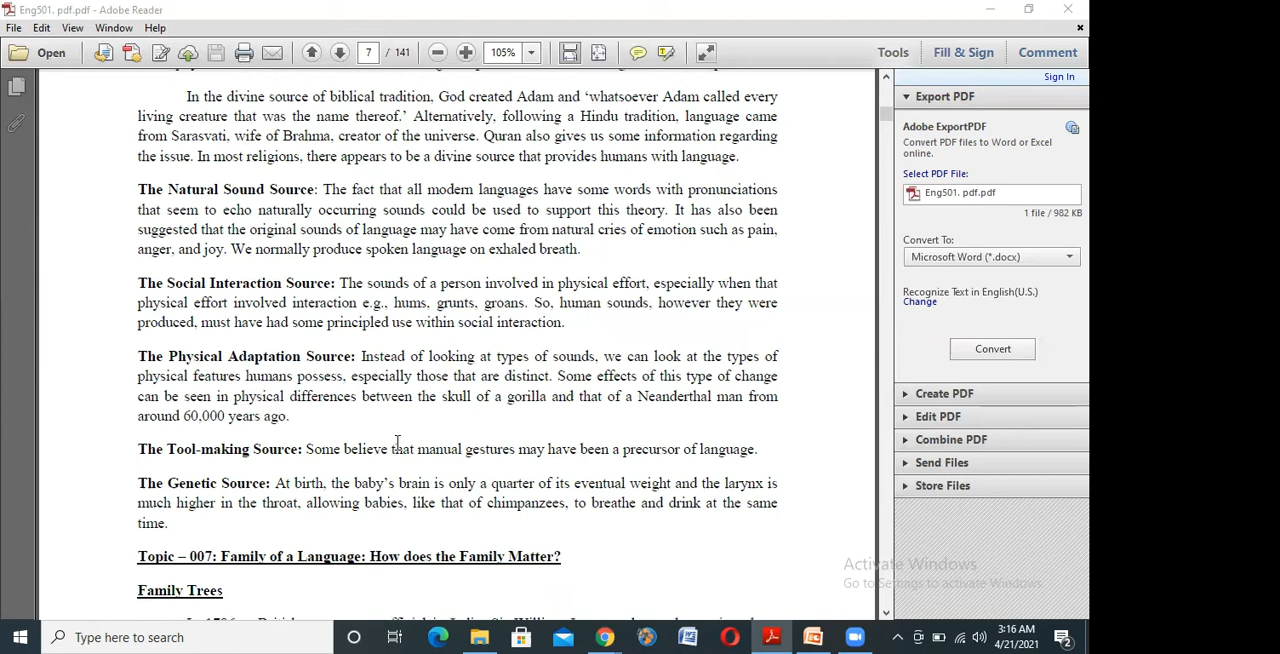 Eng501. pdf.pdf - Adobe Reader
File Edit View Window Help
Open 7 / 141 105% Tools Fill & Sign Comment
Sign In
In the divine source of biblical tradition, God created Adam and ‘whatsoever Adam called every
living creature that was the name thereof.’ Alternatively, following a Hindu tradition, language came
from Sarasvati, wife of Brahma, creator of the universe. Quran also gives us some information regarding
the issue. In most religions, there appears to be a divine source that provides humans with language.
The Natural Sound Source: The fact that all modern languages have some words with pronunciations
that seem to echo naturally occurring sounds could be used to support this theory. It has also been
suggested that the original sounds of language may have come from natural cries of emotion such as pain,
anger, and joy. We normally produce spoken language on exhaled breath.
The Social Interaction Source: The sounds of a person involved in physical effort, especially when that
physical effort involved interaction e.g., hums, grunts, groans. So, human sounds, however they were
produced, must have had some principled use within social interaction.
The Physical Adaptation Source: Instead of looking at types of sounds, we can look at the types of
physical features humans possess, especially those that are distinct. Some effects of this type of change
can be seen in physical differences between the skull of a gorilla and that of a Neanderthal man from
around 60,000 years ago.
The Tool-making Source: Some believe that manual gestures may have been a precursor of language.
The Genetic Source: At birth, the baby’s brain is only a quarter of its eventual weight and the larynx is
much higher in the throat, allowing babies, like that of chimpanzees, to breathe and drink at the same
time.
Topic – 007: Family of a Language: How does the Family Matter?
Family Trees
Export PDF
Adobe ExportPDF
Convert PDF files to Word or Excel
online.
Select PDF File:
Eng501. pdf.pdf
1 file / 982 KB
Convert To:
Microsoft Word (*.docx)
Recognize Text in English(U.S.)
Change
Convert
Create PDF
Edit PDF
Combine PDF
Send Files
Store Files
Activate Windows
Go to Settings to activate Windows.
Type here to search
3:16 AM
4/21/2021
2